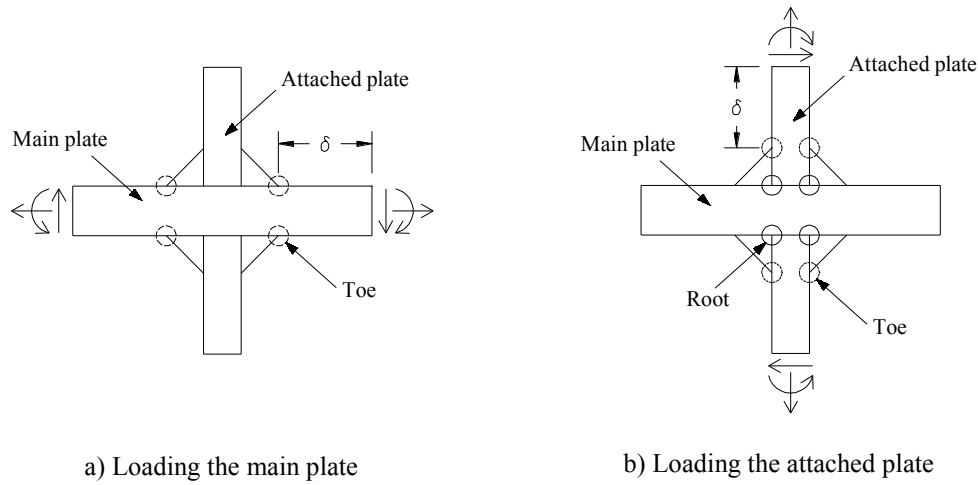 Attached plate
Main plate
δ
Toe
a) Loading the main plate
Attached plate
δ
Main plate
Root
Toe
b) Loading the attached plate